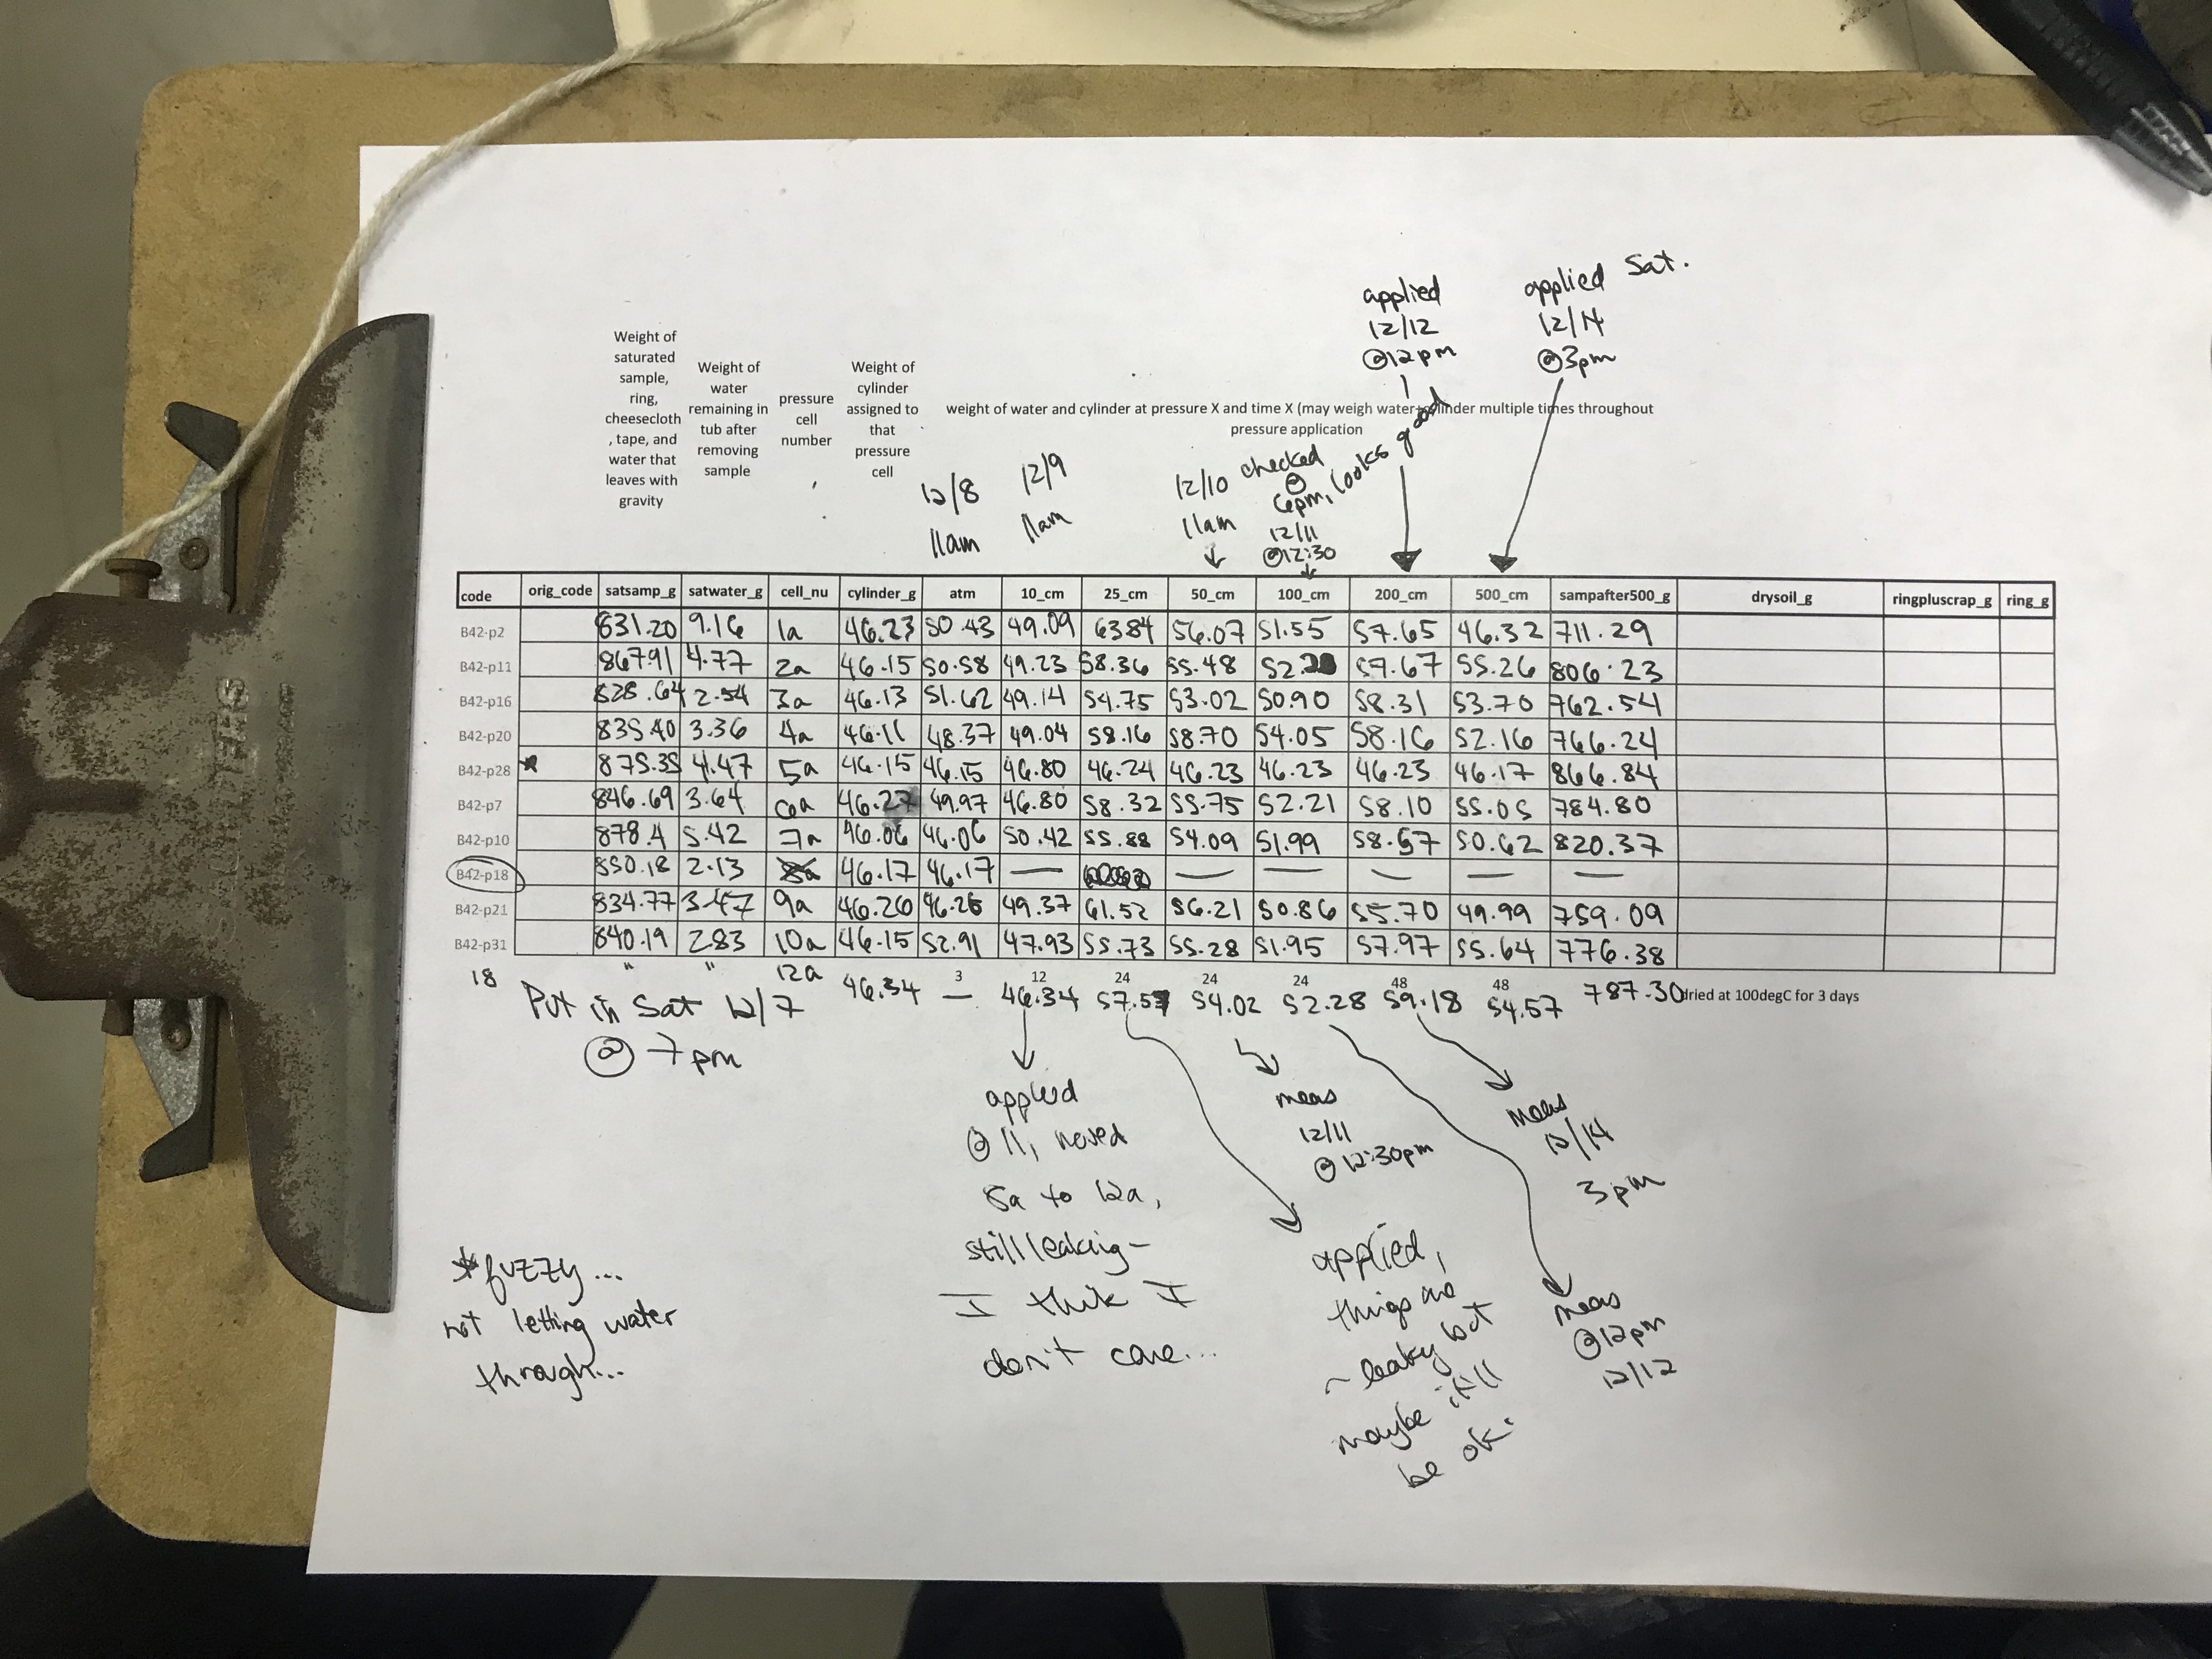 applied Sat.
12/14
@3pm
applied
12/12
@12pm
Weight of
saturated
sample,
ring,
cheesecloth
, tape, and
water that
leaves with
gravity
Weight of
water
remaining in
tub after
removing
sample
pressure
cell
number
Weight of
cylinder
assigned to
that
pressure
cell
weight of water and cylinder at pressure X and time X (may weigh water+cylinder multiple times throughout
pressure application
12/8
11am
12/9
11am
12/10
11am
checked
@
6pm, looks good
12/11
@12:30
code orig_code satsamp_g satwater_g cell_nu cylinder_g atm 10_cm 25_cm 50_cm 100_cm 200_cm 500_cm sampafter500_g drysoil_g ringpluscrap_g ring_g
B42-p2 831.20 9.16 1a 46.23 50.43 49.09 63.84 56.07 51.55 57.65 46.32 711.29
B42-p11 867.91 4.77 2a 46.15 50.58 49.23 58.36 55.48 57.67 55.26 806.23
B42-p16 828.64 2.54 3a 46.13 51.62 49.14 54.75 53.02 50.90 58.31 53.70 762.54
B42-p20 835.40 3.36 4a 46.11 48.37 49.04 58.16 58.70 54.05 58.16 52.16 766.24
B42-p28 * 875.35 4.47 5a 46.15 46.15 46.80 46.24 46.23 46.23 46.23 46.17 866.84
B42-p7 846.69 3.64 6a 46.27 49.97 46.80 58.32 55.75 52.21 58.10 55.05 784.80
B42-p10 878.4 5.42 7a 46.06 46.06 50.42 55.88 54.09 51.99 58.57 50.62 820.37
B42-p18 850.18 2.13 8a 46.17 46.17 — — — — — —
B42-p21 834.77 3.47 9a 46.26 46.26 49.37 61.52 56.21 50.86 55.70 49.99 759.09
B42-p31 840.19 2.83 10a 46.15 52.91 47.93 55.73 55.28 51.95 57.97 55.64 776.38
3 12 24 24 24 48 48
18 " " 12a 46.34 — 46.34 57.57 54.02 52.28 59.18 54.57 787.30 dried at 100degC for 3 days
Put in Sat 12/7
@ 7pm
applied
@ 11, moved
8a to 12a,
still leaking -
I think I
don't care...
meas
12/11
@ 12:30pm
meas
12/14
3pm
applied,
things are
~ leaky but
maybe it'll
be ok.
meas
@12pm
12/12
*fuzzy...
not letting water
through...